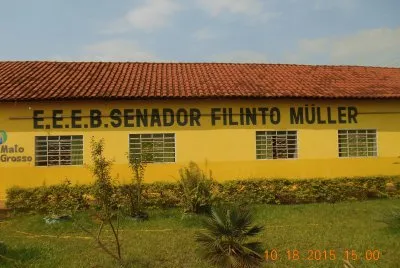 E.E.E.B.SENADOR FILINTO MÜLLER
Mato
Grosso
10.18.2015 15:00